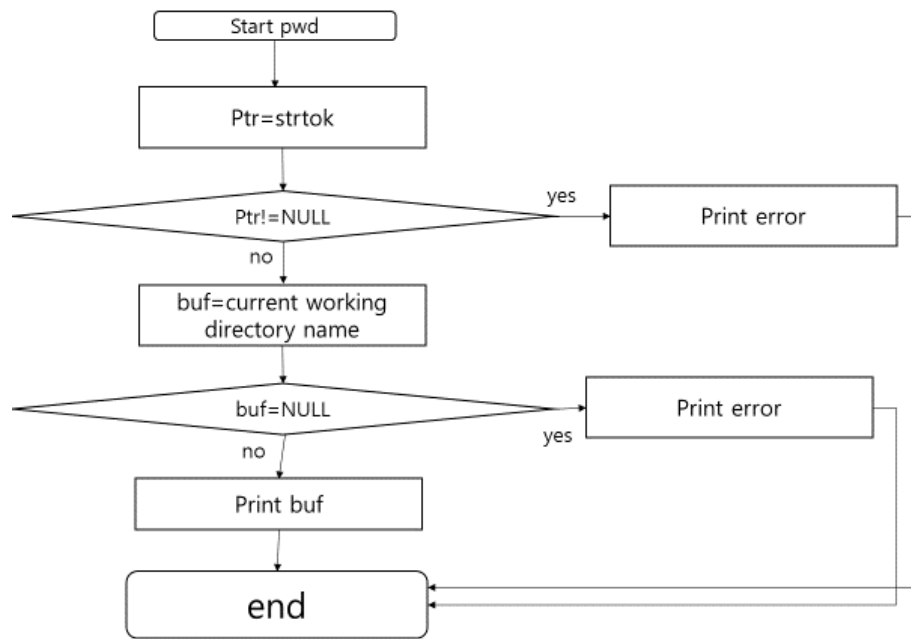 Start pwd
Ptr=strtok
Ptr!=NULL
yes
Print error
no
buf=current working
directory name
buf=NULL
Print error
yes
no
Print buf
end